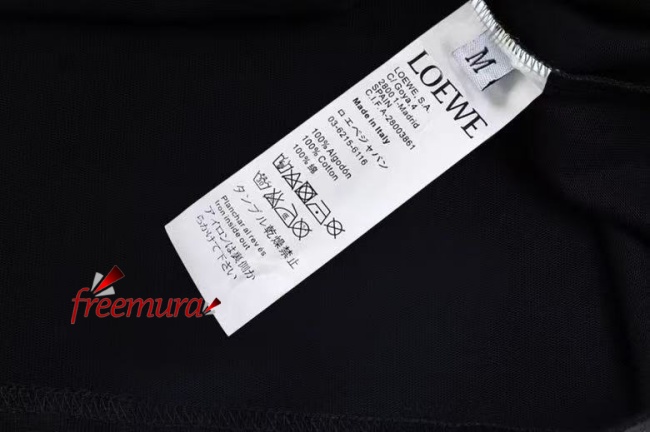 M
LOEWE
LOEWE, S.A.
C/ Goya,4
28001-Madrid
SPAIN
C.I.F A-28003861
Made in Italy
ロエベジャパン
03-6215-6116
100% Algodón
100% Cotton
100% 綿
タンブル乾燥禁止
Planchar al revés
Iron inside out
アイロンは裏側か
らかけて下さい
freemura